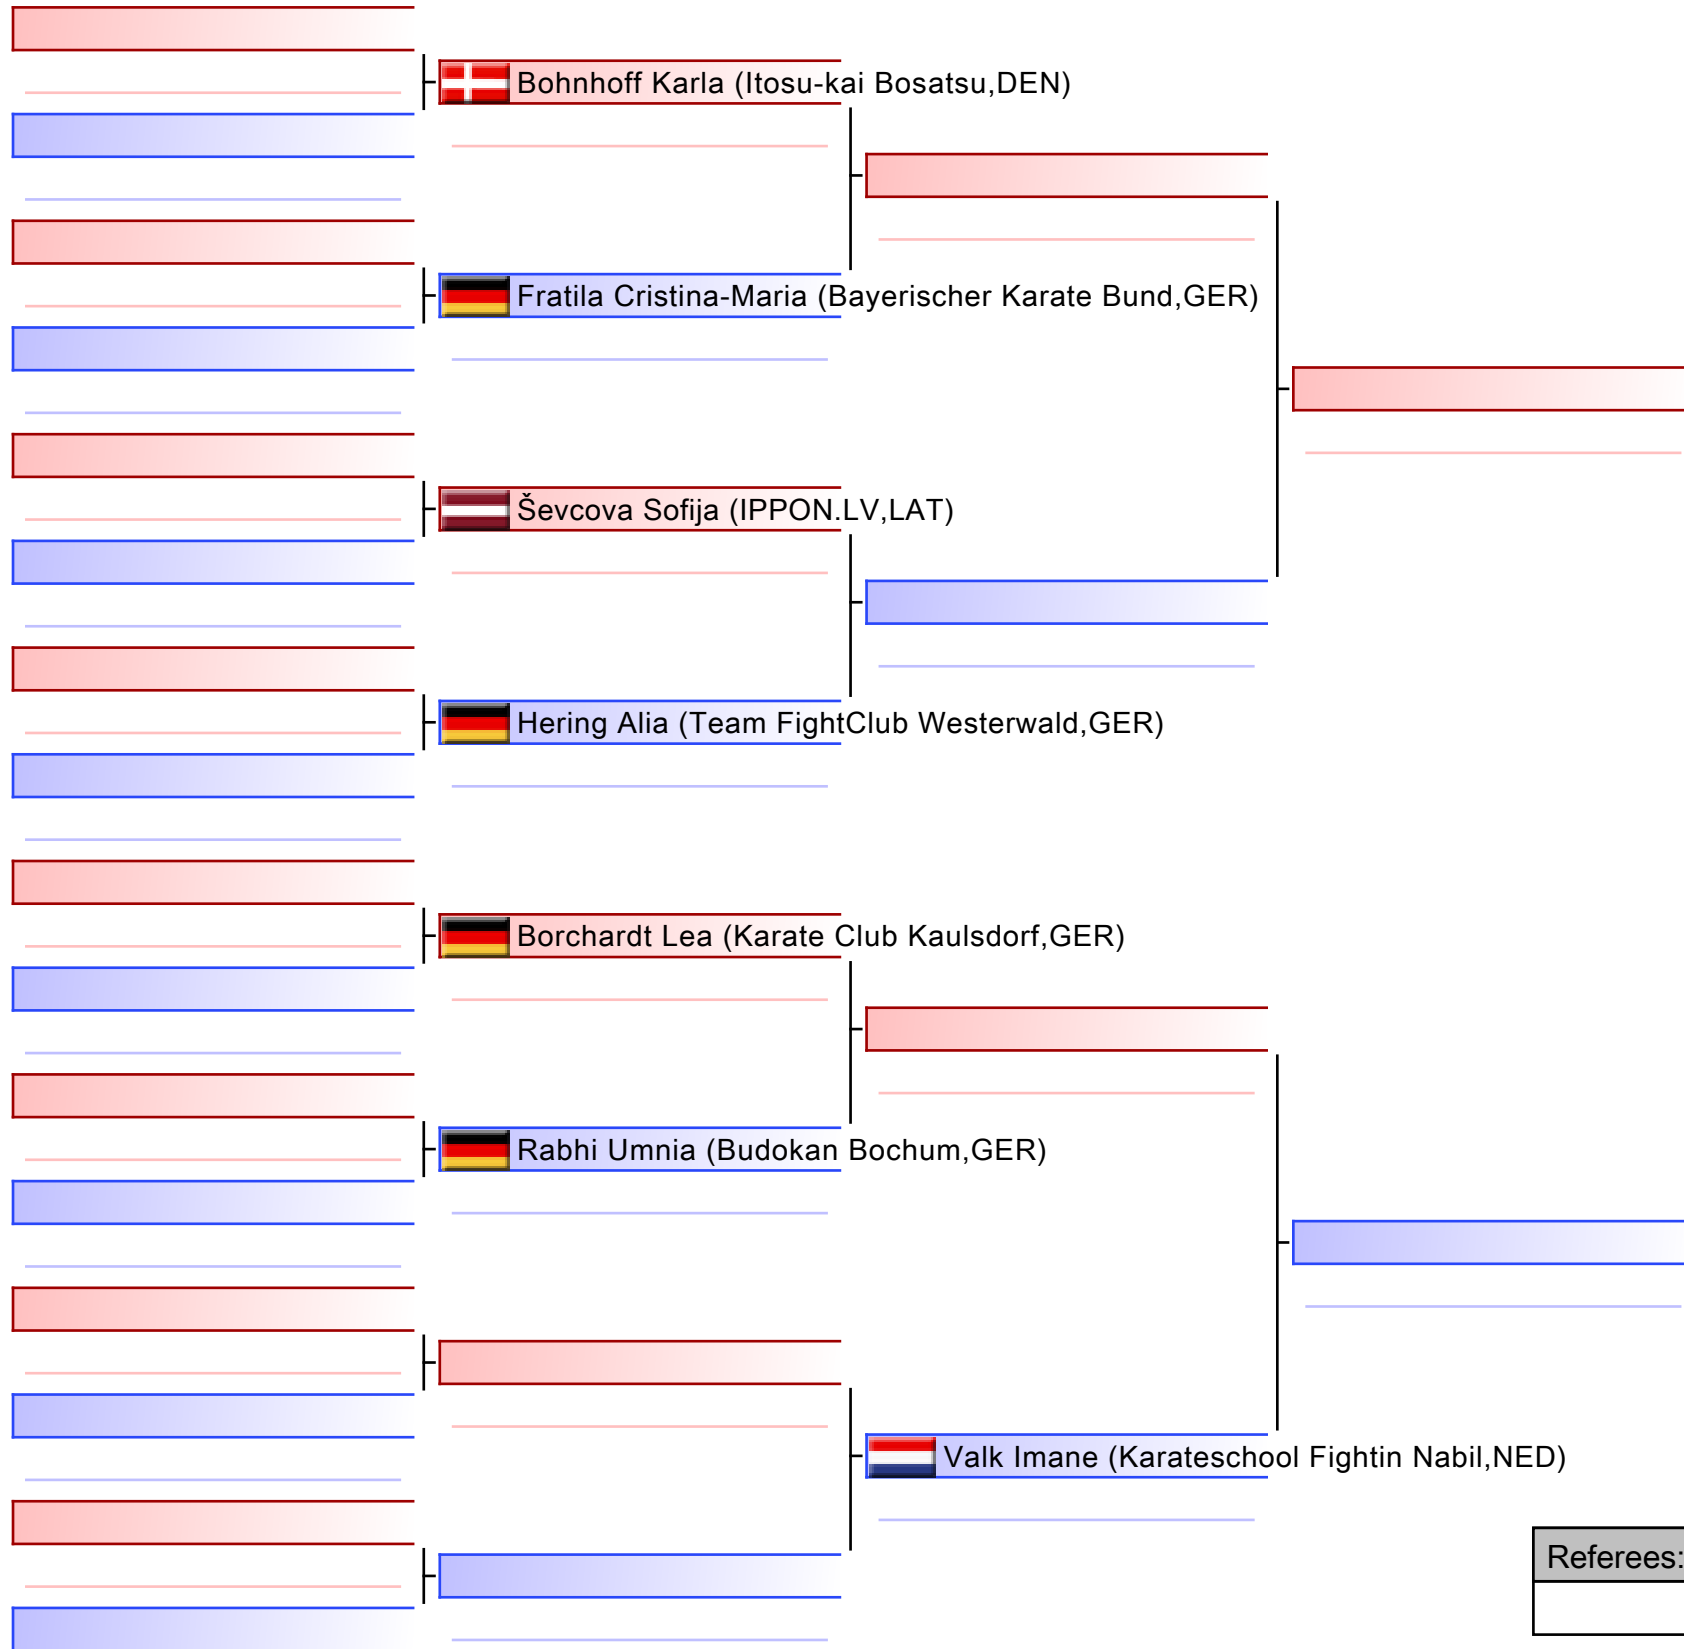 Bohnhoff Karla (Itosu-kai Bosatsu,DEN)
Fratila Cristina-Maria (Bayerischer Karate Bund,GER)
Ševcova Sofija (IPPON.LV,LAT)
Hering Alia (Team FightClub Westerwald,GER)
Borchardt Lea (Karate Club Kaulsdorf,GER)
Rabhi Umnia (Budokan Bochum,GER)
Valk Imane (Karateschool Fightin Nabil,NED)
Referees: